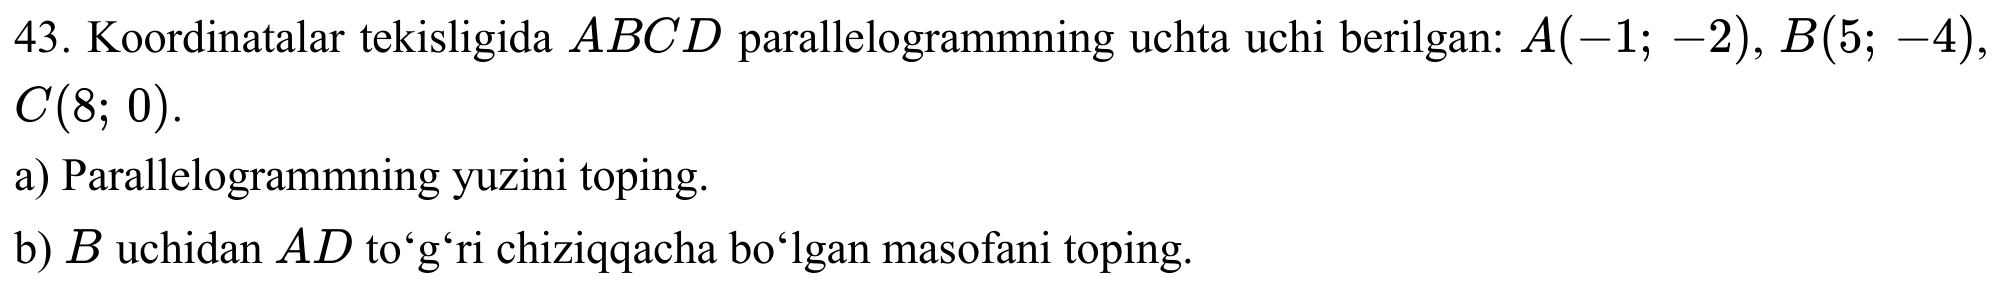 43. Koordinatalar tekisligida ABCD parallelogrammning uchta uchi berilgan: A(−1; −2), B(5; −4),
C(8; 0).
a) Parallelogrammning yuzini toping.
b) B uchidan AD to‘g‘ri chiziqqacha bo‘lgan masofani toping.